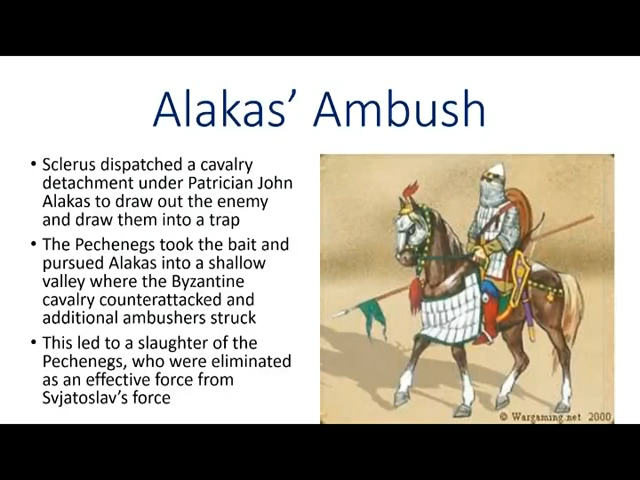 Alakas' Ambush
• Sclerus dispatched a cavalry
detachment under Patrician John
Alakas to draw out the enemy
and draw them into a trap
• The Pechenegs took the bait and
pursued Alakas into a shallow
valley where the Byzantine
cavalry counterattacked and
additional ambushers struck
• This led to a slaughter of the
Pechenegs, who were eliminated
as an effective force from
Svjatoslav's force
© Wargaming.net 2000